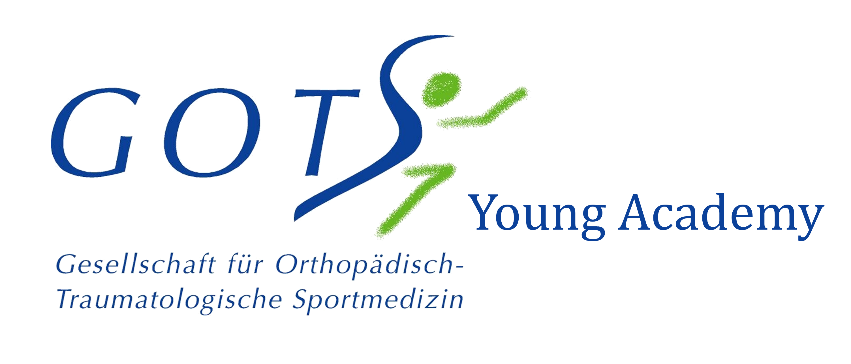 GOTS
Young Academy
Gesellschaft für Orthopädisch-
Traumatologische Sportmedizin